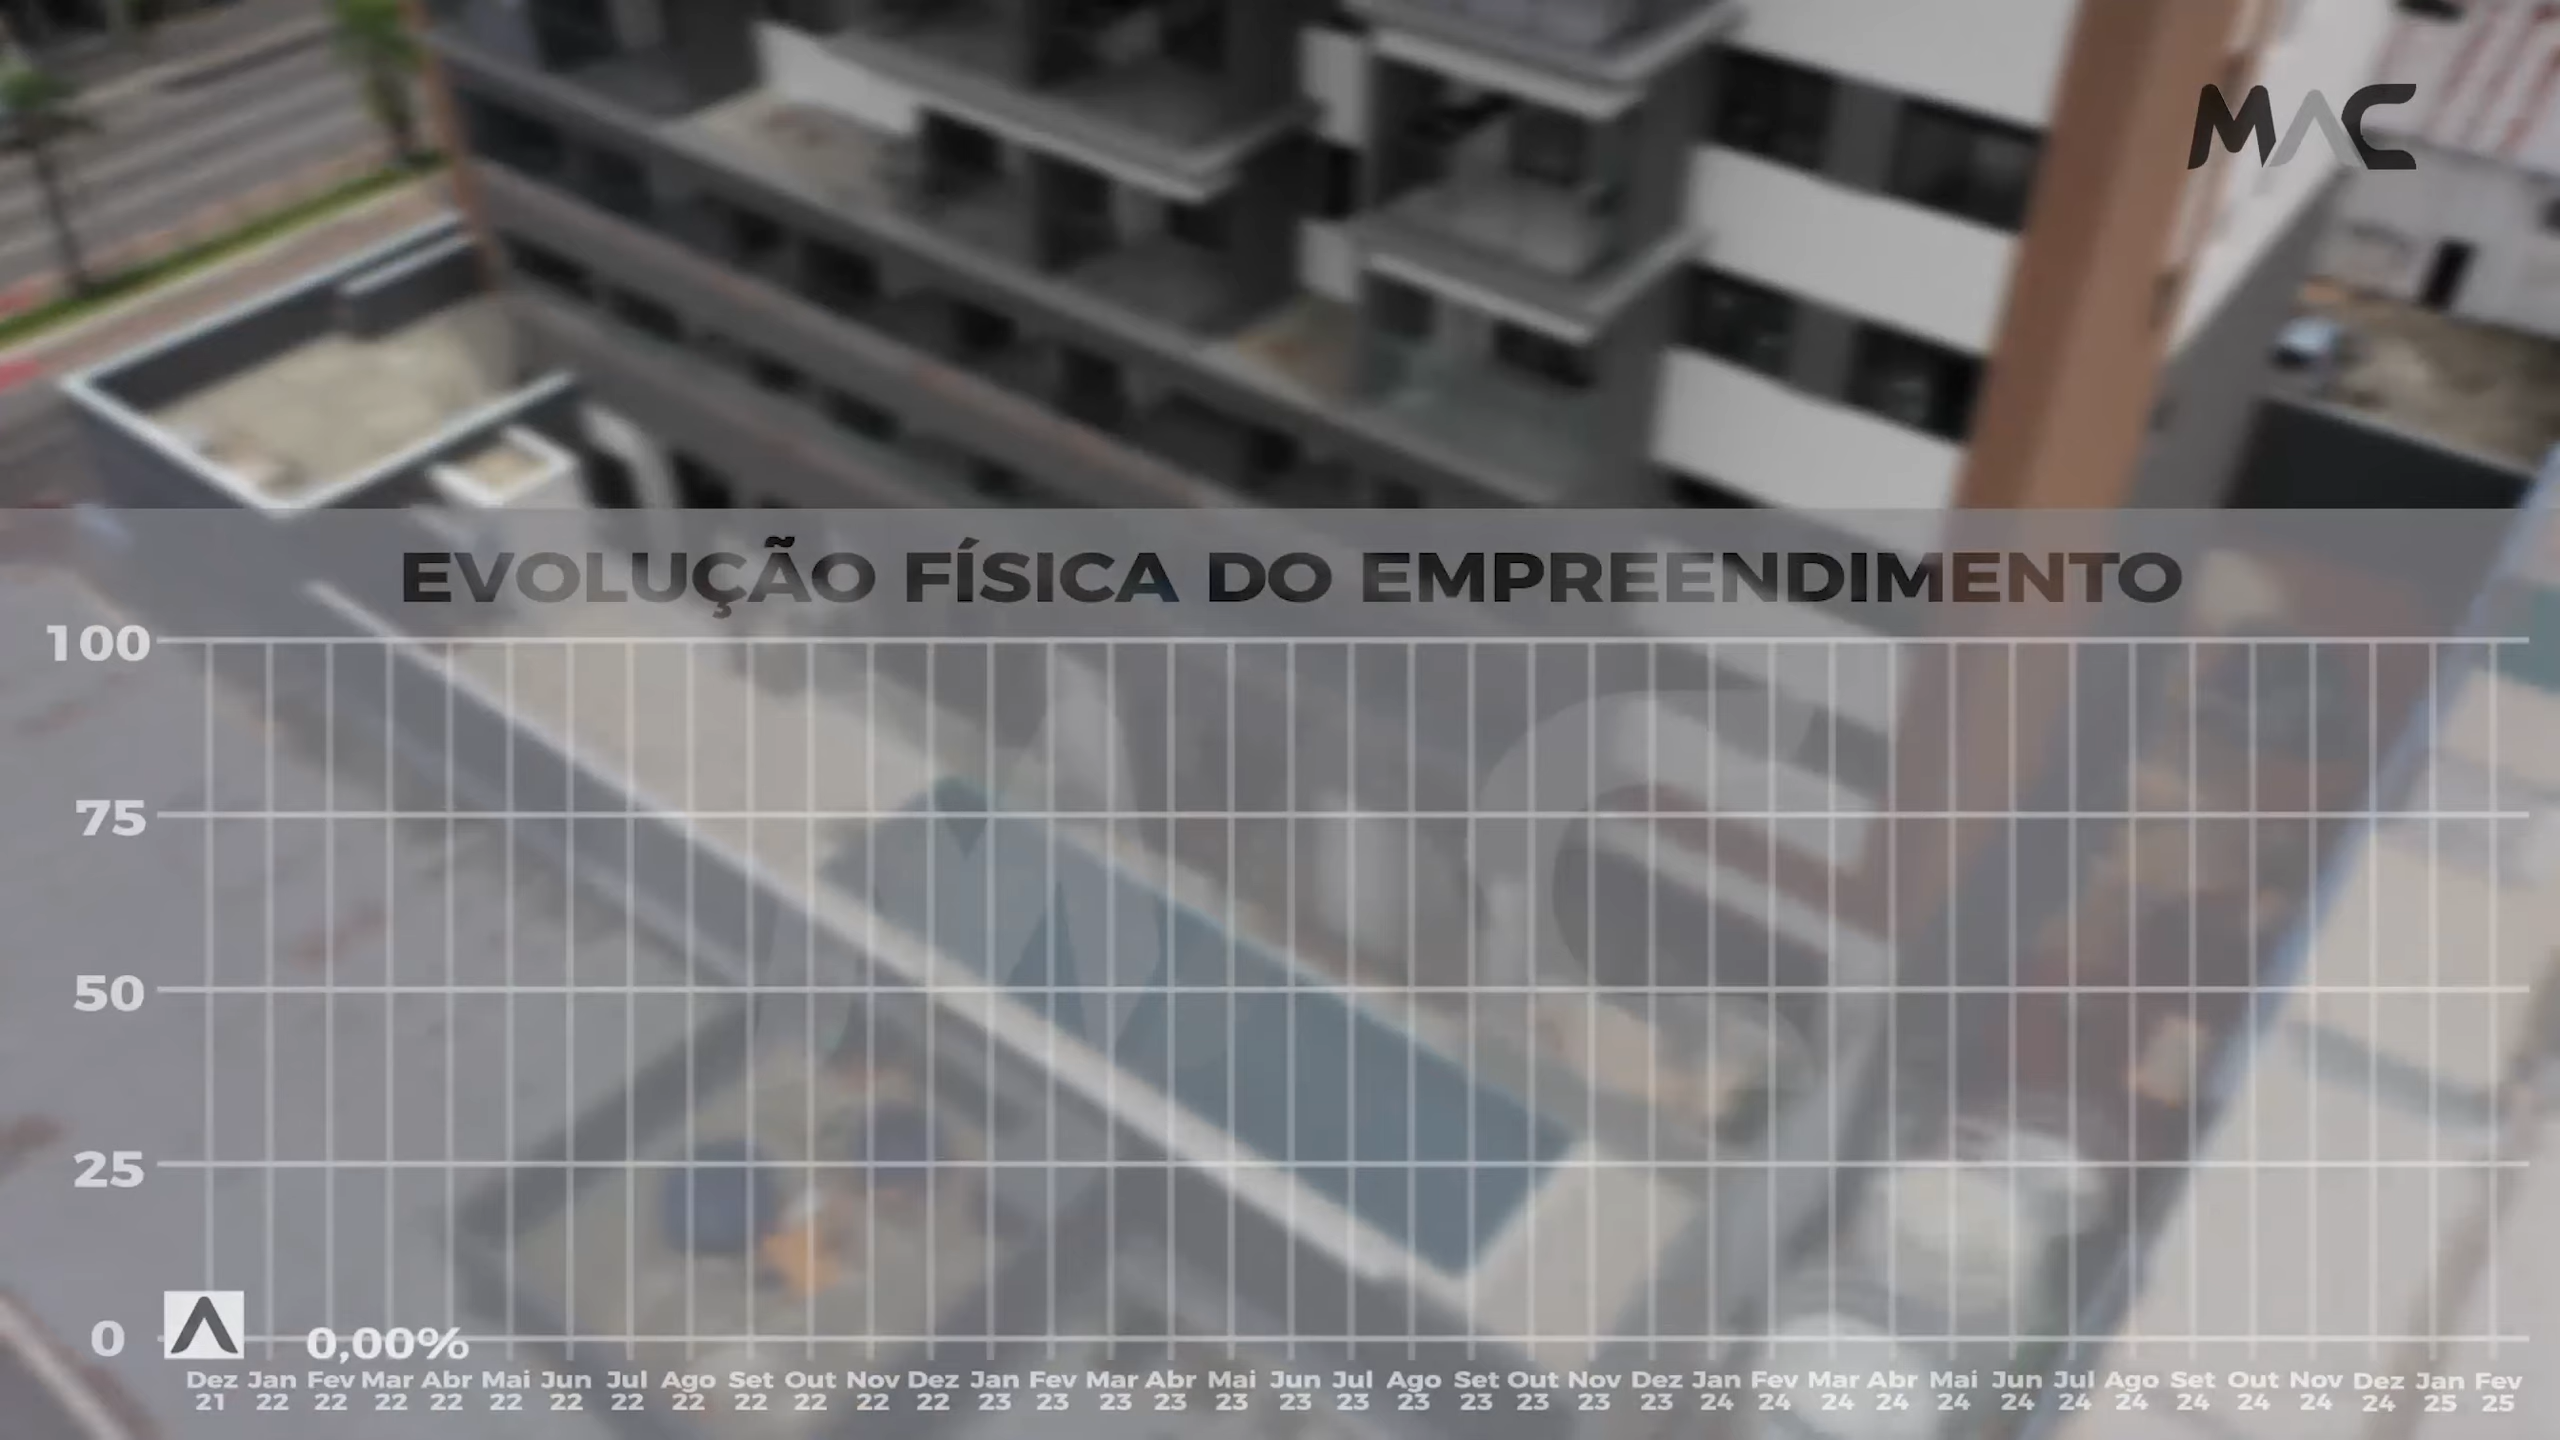 MAC
EVOLUÇÃO FÍSICA DO EMPREENDIMENTO
100
75
50
25
0
0,00%
Dez Jan Fev Mar Abr Mai Jun Jul Ago Set Out Nov Dez Jan Fev Mar Abr Mai Jun Jul Ago Set Out Nov Dez Jan Fev Mar Abr Mai Jun Jul Ago Set Out Nov Dez Jan Fev
21 22 22 22 22 22 22 22 22 22 22 22 22 23 23 23 23 23 23 23 23 23 23 23 23 24 24 24 24 24 24 24 24 24 24 24 24 25 25